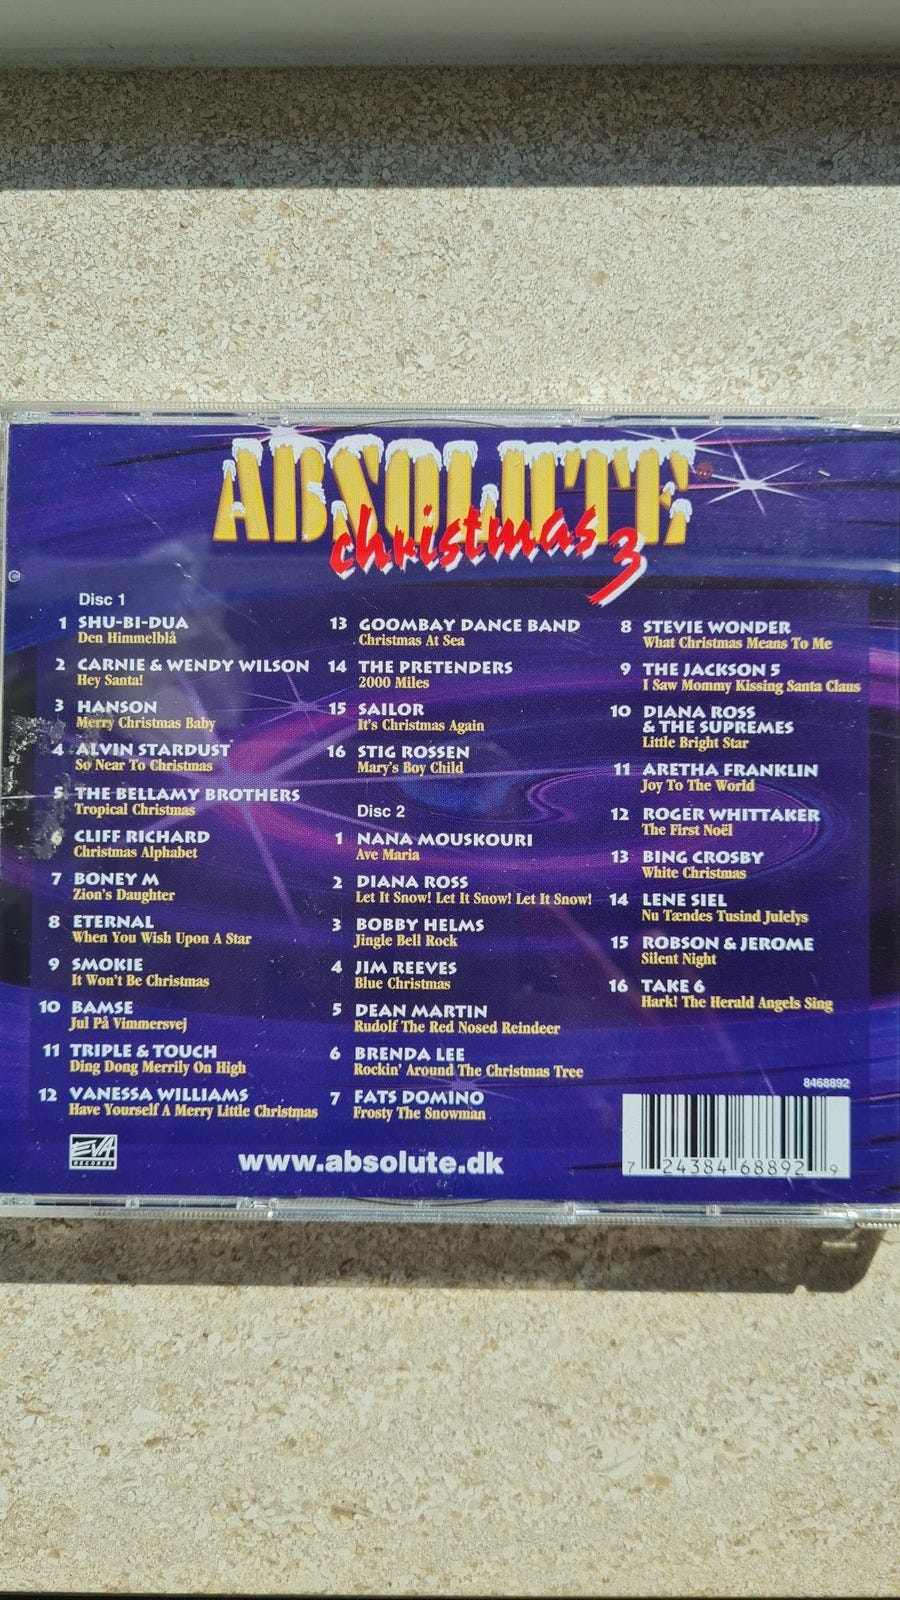 ABSOLUTE
christmas 3
Disc 1
1 SHU-BI-DUA
Den Himmelblå
2 CARNIE & WENDY WILSON
Hey Santa!
3 HANSON
Merry Christmas Baby
4 ALVIN STARDUST
So Near To Christmas
5 THE BELLAMY BROTHERS
Tropical Christmas
6 CLIFF RICHARD
Christmas Alphabet
7 BONEY M
Zion's Daughter
8 ETERNAL
When You Wish Upon A Star
9 SMOKIE
It Won't Be Christmas
10 BAMSE
Jul På Vimmersvej
11 TRIPLE & TOUCH
Ding Dong Merrily On High
12 VANESSA WILLIAMS
Have Yourself A Merry Little Christmas
13 GOOMBAY DANCE BAND
Christmas At Sea
14 THE PRETENDERS
2000 Miles
15 SAILOR
It's Christmas Again
16 STIG ROSSEN
Mary's Boy Child
Disc 2
1 NANA MOUSKOURI
Ave Maria
2 DIANA ROSS
Let It Snow! Let It Snow! Let It Snow!
3 BOBBY HELMS
Jingle Bell Rock
4 JIM REEVES
Blue Christmas
5 DEAN MARTIN
Rudolf The Red Nosed Reindeer
6 BRENDA LEE
Rockin' Around The Christmas Tree
7 FATS DOMINO
Frosty The Snowman
8 STEVIE WONDER
What Christmas Means To Me
9 THE JACKSON 5
I Saw Mommy Kissing Santa Claus
10 DIANA ROSS
& THE SUPREMES
Little Bright Star
11 ARETHA FRANKLIN
Joy To The World
12 ROGER WHITTAKER
The First Noël
13 BING CROSBY
White Christmas
14 LENE SIEL
Nu Tændes Tusind Julelys
15 ROBSON & JEROME
Silent Night
16 TAKE 6
Hark! The Herald Angels Sing
8468892
7 24384 68892 9
EVA
RECORDS
www.absolute.dk